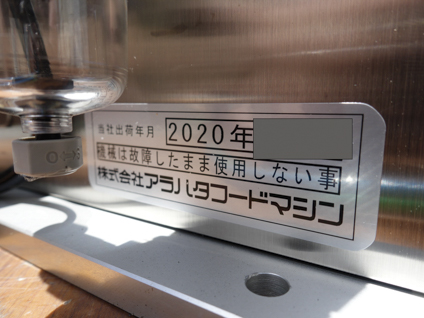 当社出荷年月 2020年
機械は故障したまま使用しない事
株式会社アラハタフードマシン